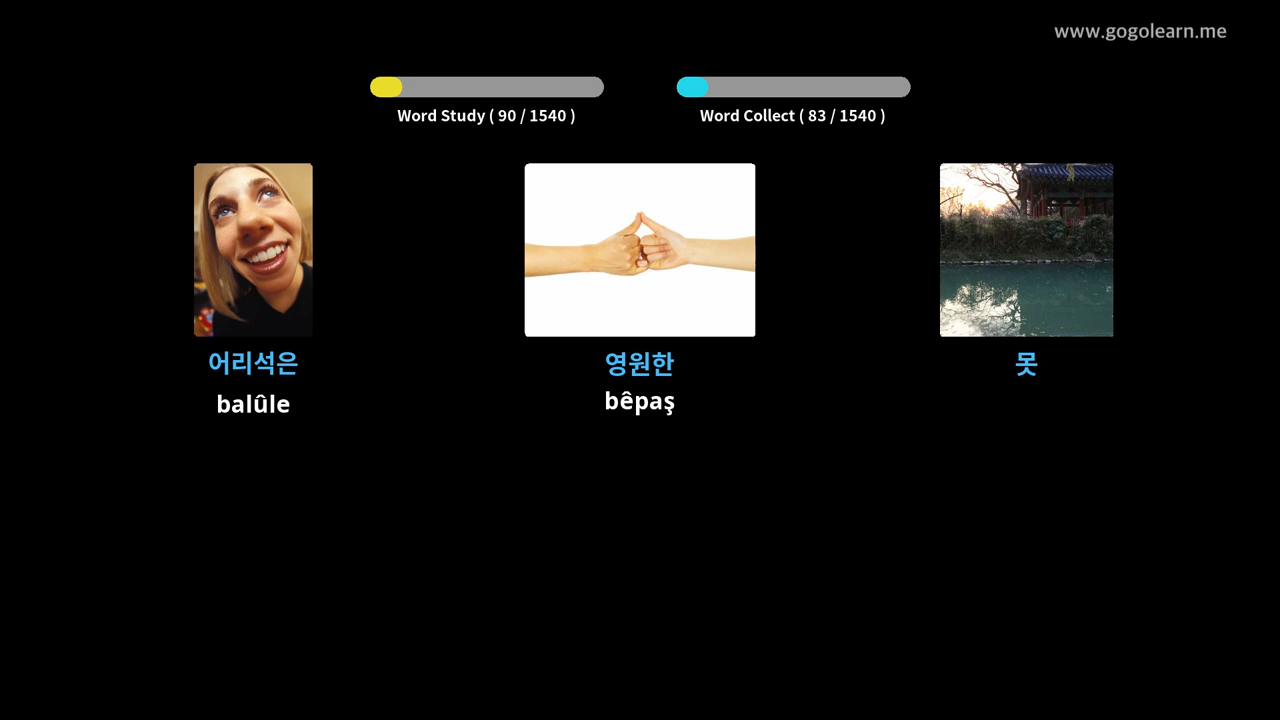 www.gogolearn.me
Word Study ( 90 / 1540 )
Word Collect ( 83 / 1540 )
어리석은
balûle
영원한
bêpaş
못